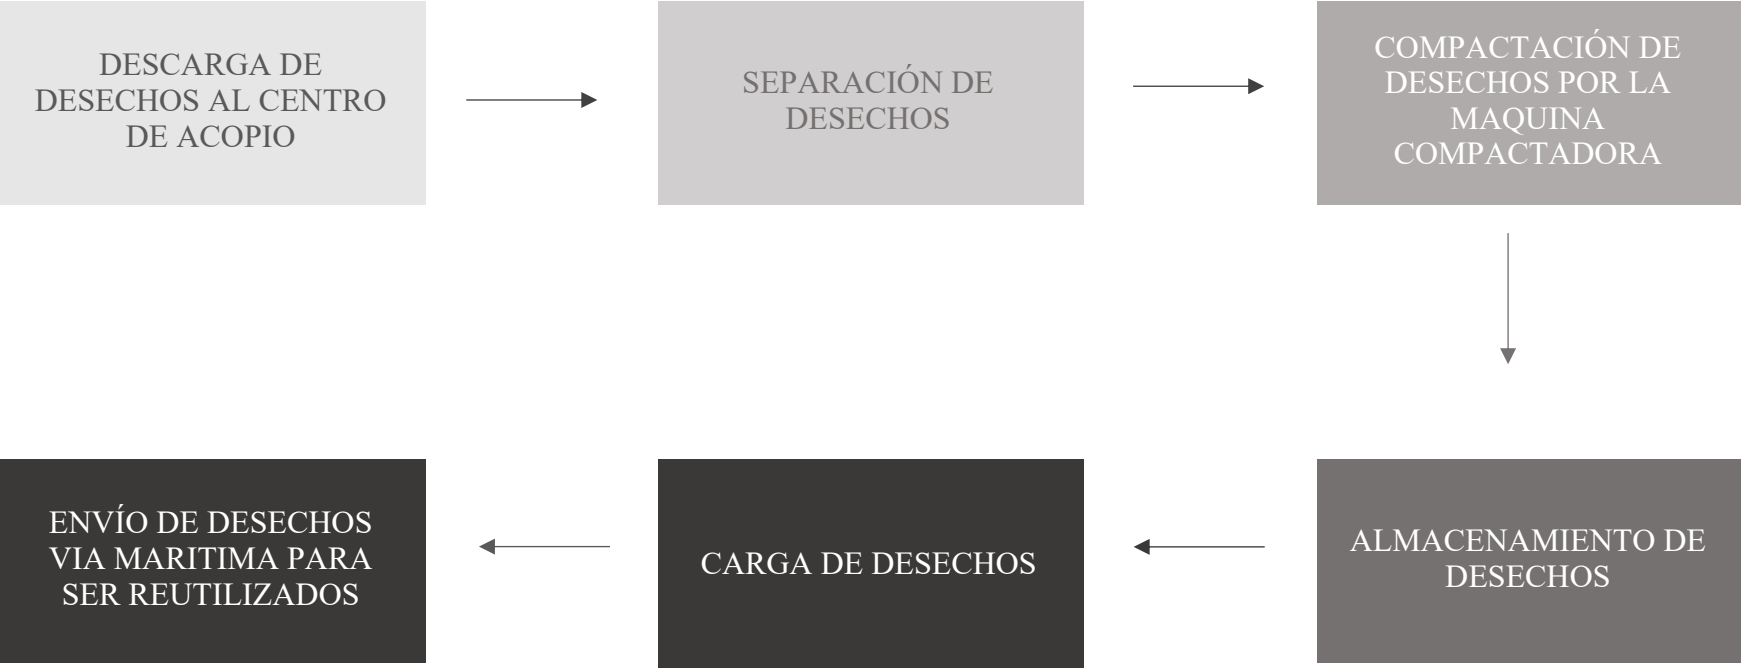 DESCARGA DE
DESECHOS AL CENTRO
DE ACOPIO
SEPARACIÓN DE
DESECHOS
COMPACTACIÓN DE
DESECHOS POR LA
MAQUINA
COMPACTADORA
ALMACENAMIENTO DE
DESECHOS
CARGA DE DESECHOS
ENVÍO DE DESECHOS
VIA MARITIMA PARA
SER REUTILIZADOS